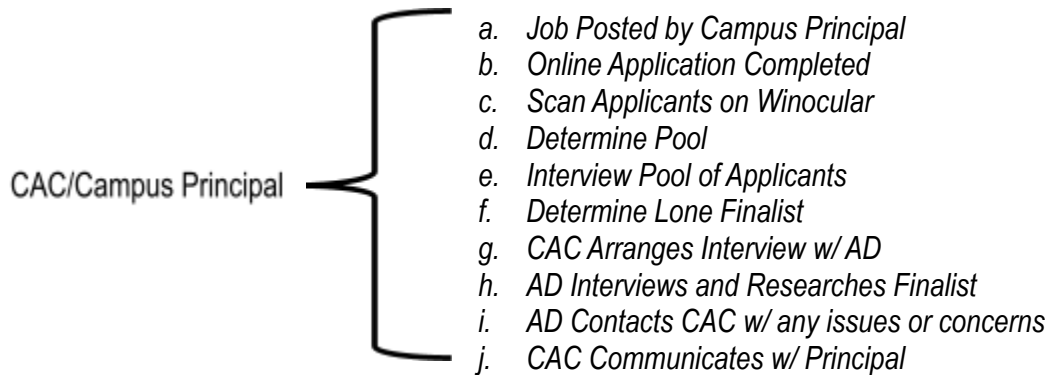 a. Job Posted by Campus Principal
b. Online Application Completed
c. Scan Applicants on Winocular
d. Determine Pool
CAC/Campus Principal
e. Interview Pool of Applicants
f. Determine Lone Finalist
g. CAC Arranges Interview w/ AD
h. AD Interviews and Researches Finalist
i. AD Contacts CAC w/ any issues or concerns
j. CAC Communicates w/ Principal